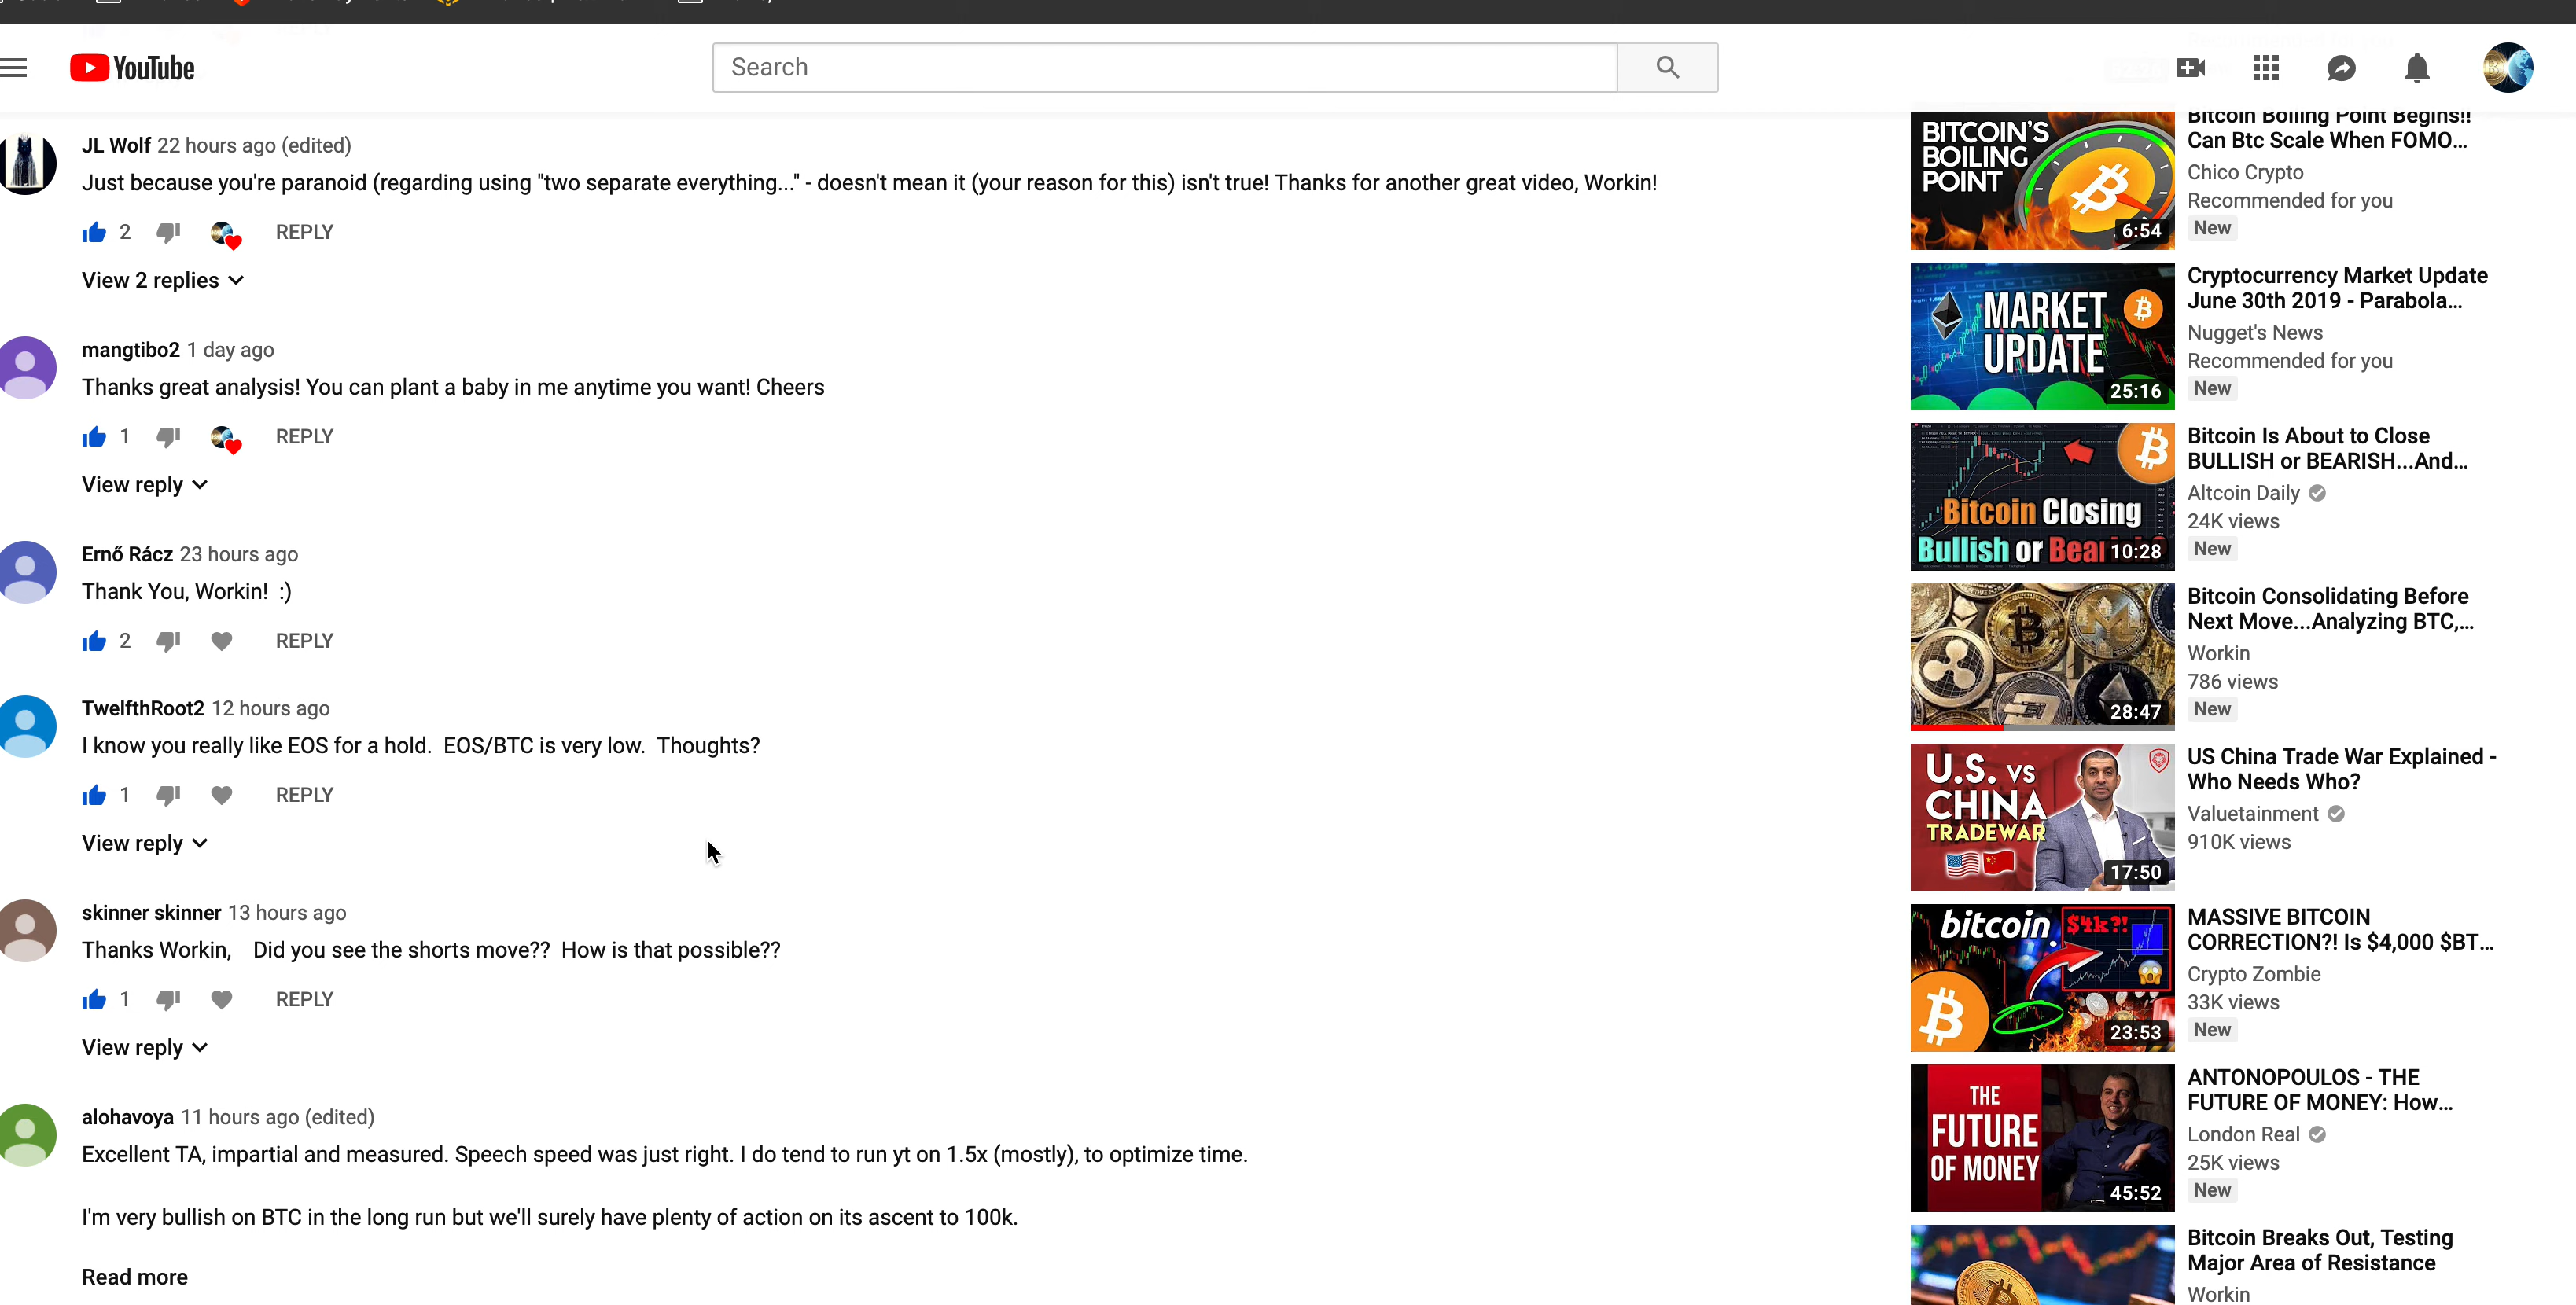 YouTube
Search
JL Wolf 22 hours ago (edited)
Just because you're paranoid (regarding using "two separate everything..." - doesn't mean it (your reason for this) isn't true! Thanks for another great video, Workin!
2 REPLY
View 2 replies
mangtibo2 1 day ago
Thanks great analysis! You can plant a baby in me anytime you want! Cheers
1 REPLY
View reply
Ernő Rácz 23 hours ago
Thank You, Workin!  :)
2 REPLY
TwelfthRoot2 12 hours ago
I know you really like EOS for a hold.  EOS/BTC is very low.  Thoughts?
1 REPLY
View reply
skinner skinner 13 hours ago
Thanks Workin,    Did you see the shorts move??  How is that possible??
1 REPLY
View reply
alohavoya 11 hours ago (edited)
Excellent TA, impartial and measured. Speech speed was just right. I do tend to run yt on 1.5x (mostly), to optimize time.
I'm very bullish on BTC in the long run but we'll surely have plenty of action on its ascent to 100k.
Read more
BITCOIN'S
BOILING
POINT
6:54
Bitcoin Boiling Point Begins!!
Can Btc Scale When FOMO...
Chico Crypto
Recommended for you
New
MARKET
UPDATE
25:16
Cryptocurrency Market Update
June 30th 2019 - Parabola...
Nugget's News
Recommended for you
New
Bitcoin Closing
Bullish or
10:28
Bitcoin Is About to Close
BULLISH or BEARISH...And...
Altcoin Daily
24K views
New
28:47
Bitcoin Consolidating Before
Next Move...Analyzing BTC,...
Workin
786 views
New
U.S. VS
CHINA
TRADEWAR
17:50
US China Trade War Explained -
Who Needs Who?
Valuetainment
910K views
bitcoin
$4k?!
23:53
MASSIVE BITCOIN
CORRECTION?! Is $4,000 $BT...
Crypto Zombie
33K views
New
THE
FUTURE
OF MONEY
45:52
ANTONOPOULOS - THE
FUTURE OF MONEY: How...
London Real
25K views
New
Bitcoin Breaks Out, Testing
Major Area of Resistance
Workin